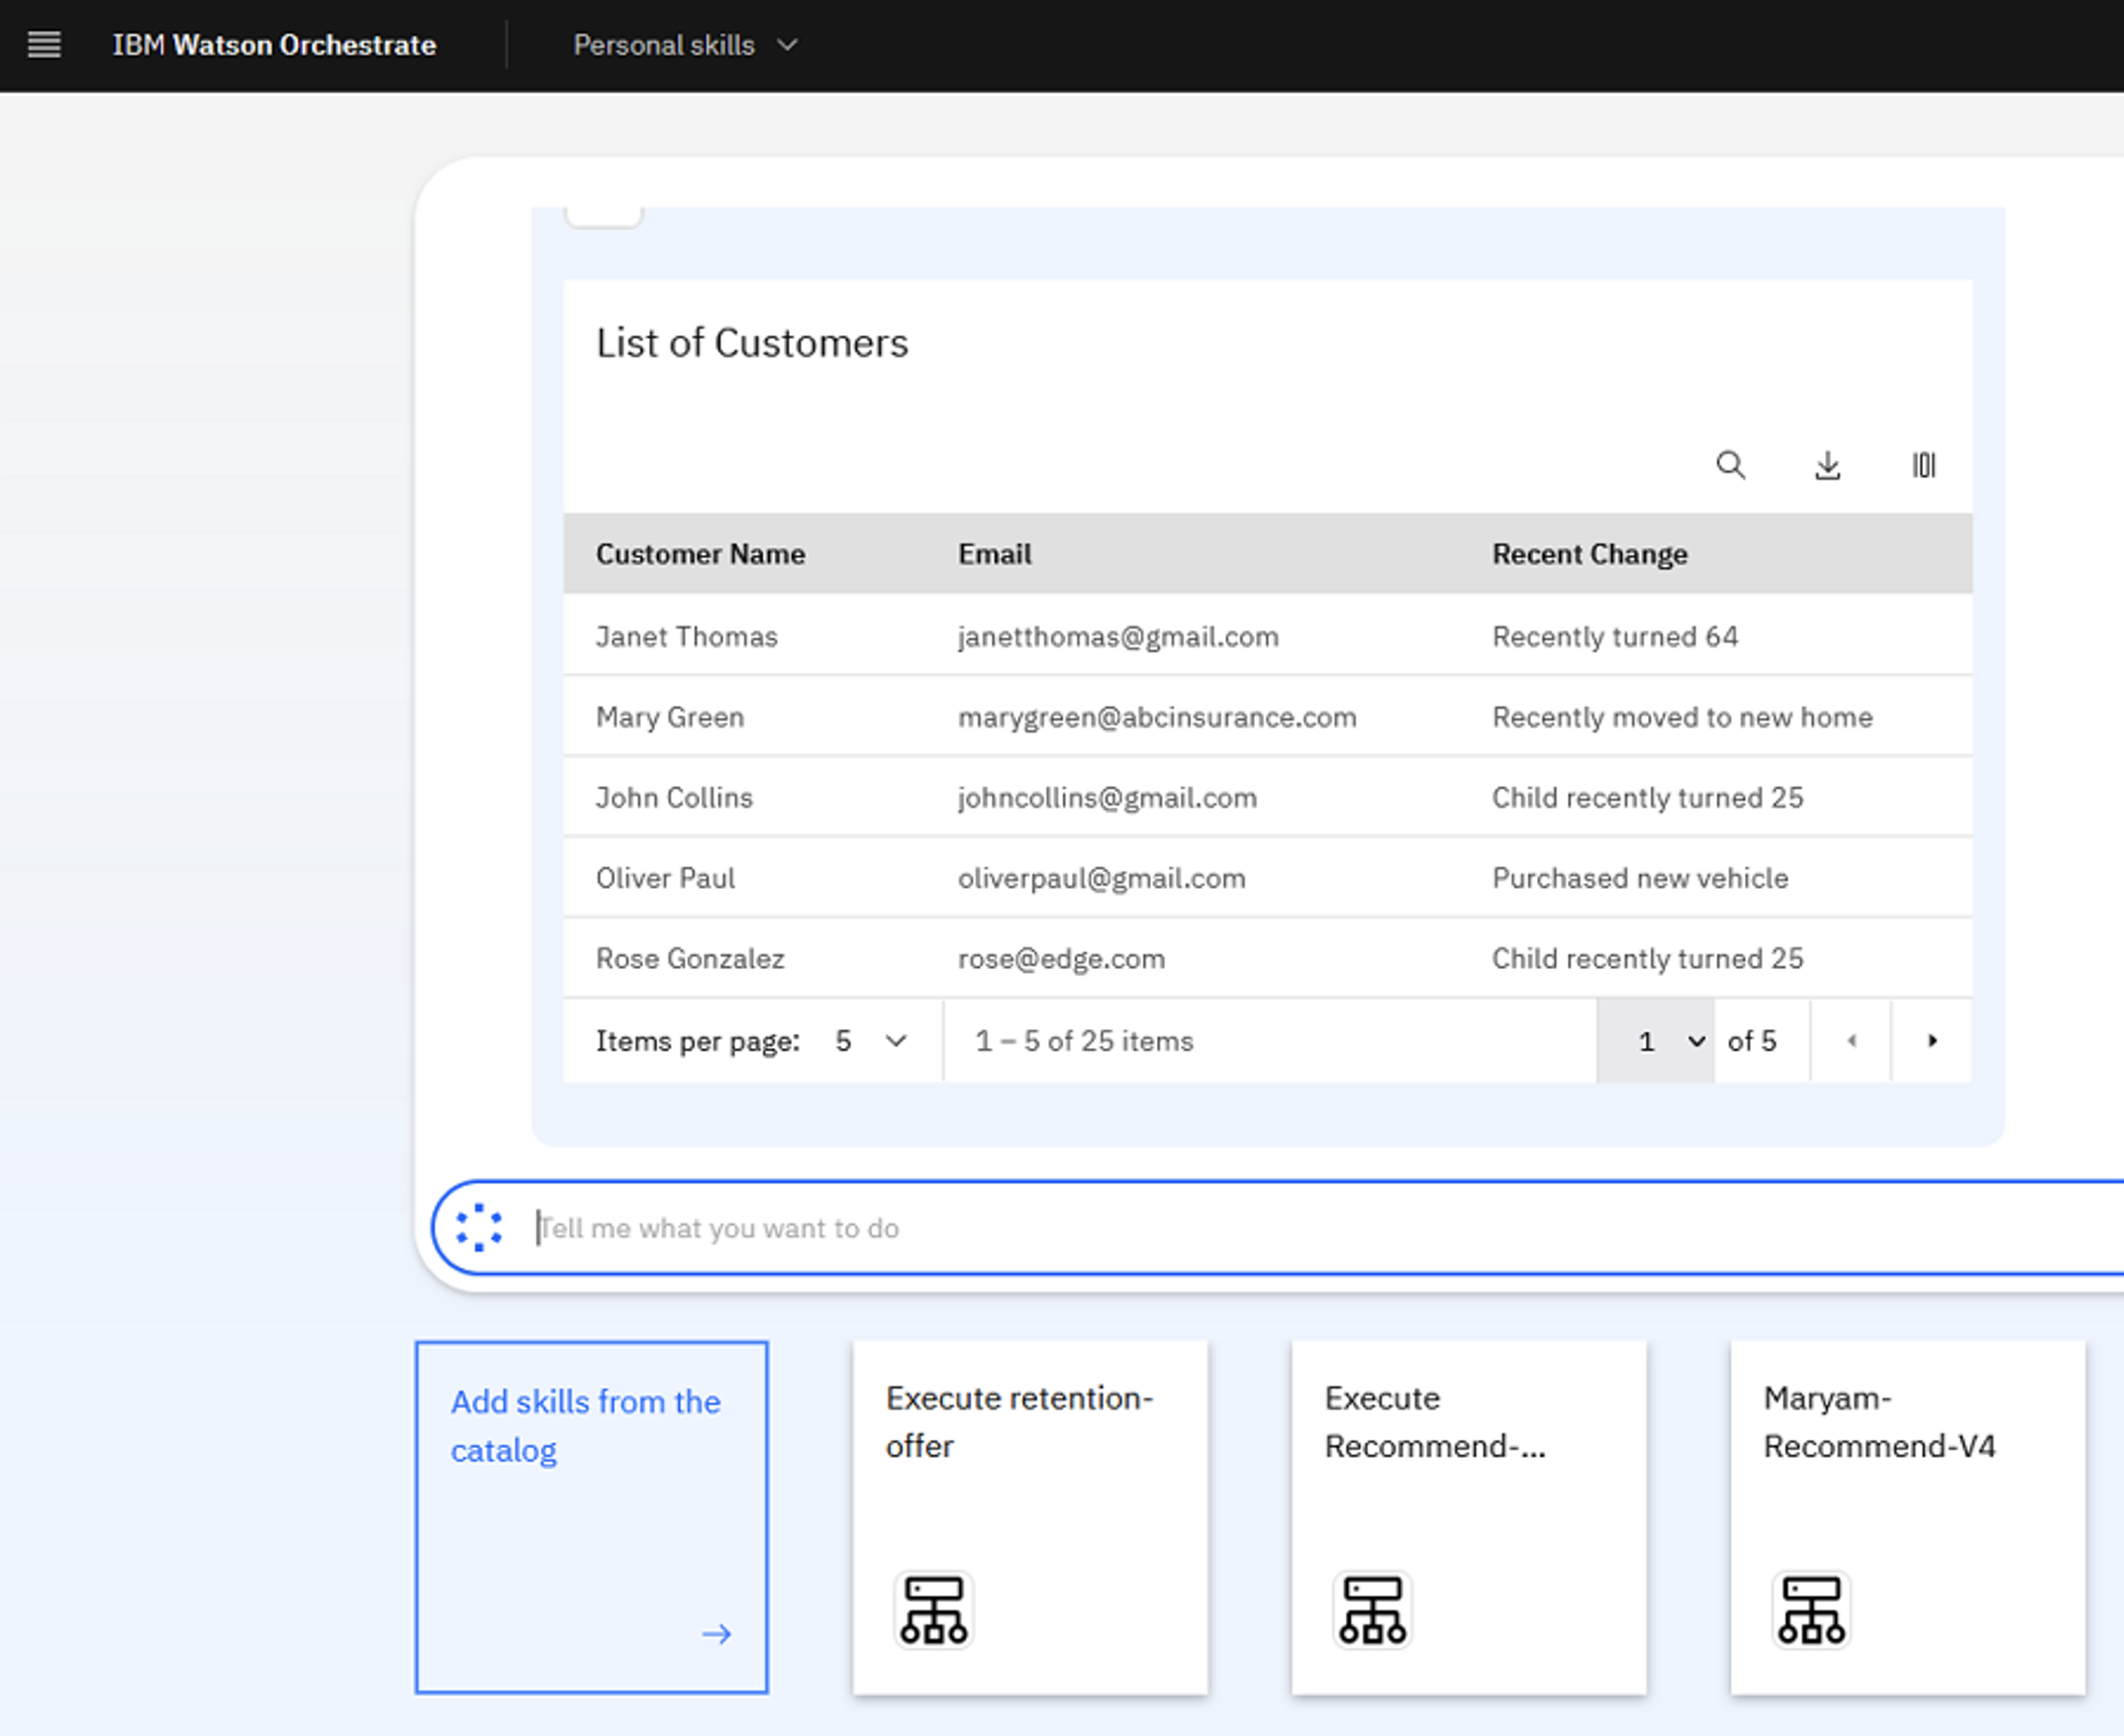 IBM Watson Orchestrate Personal skills
List of Customers
Customer Name Email Recent Change
Janet Thomas janetthomas@gmail.com Recently turned 64
Mary Green marygreen@abcinsurance.com Recently moved to new home
John Collins johncollins@gmail.com Child recently turned 25
Oliver Paul oliverpaul@gmail.com Purchased new vehicle
Rose Gonzalez rose@edge.com Child recently turned 25
Items per page: 5 1 – 5 of 25 items 1 of 5
Tell me what you want to do
Add skills from the
catalog
Execute retention-
offer
Execute
Recommend-...
Maryam-
Recommend-V4